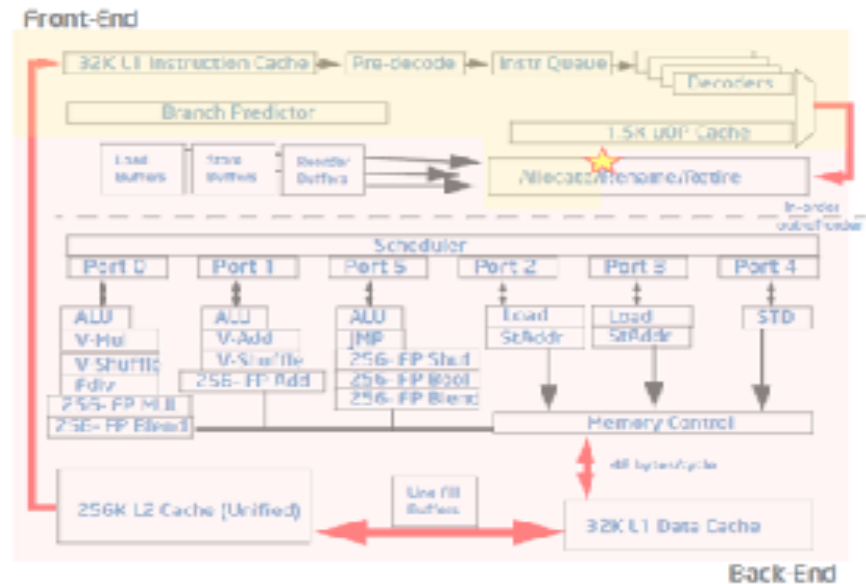 Front-End
32K L1 Instruction Cache
Pre-decode
Instr Queue
Decoders
Branch Predictor
1.5K uOP Cache
Load
Buffers
Store
Buffers
Reorder
Buffers
Allocate/Rename/Retire
In-order
out-of-order
Scheduler
Port 0
Port 1
Port 5
Port 2
Port 3
Port 4
ALU
V-Mul
V-Shuffle
Fdiv
256- FP MUL
256- FP Blend
ALU
V-Add
V-Shuffle
256- FP Add
ALU
JMP
256- FP Shuf
256- FP Bool
256- FP Blend
Load
StAddr
Load
StAddr
STD
Memory Control
48 bytes/cycle
256K L2 Cache (Unified)
Line Fill
Buffers
32K L1 Data Cache
Back-End